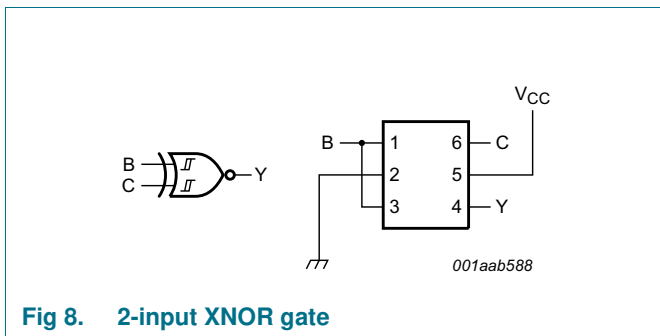 VCC
B
C
Y
B
1
2
3
6
5
4
C
Y
001aab588
Fig 8. 2-input XNOR gate